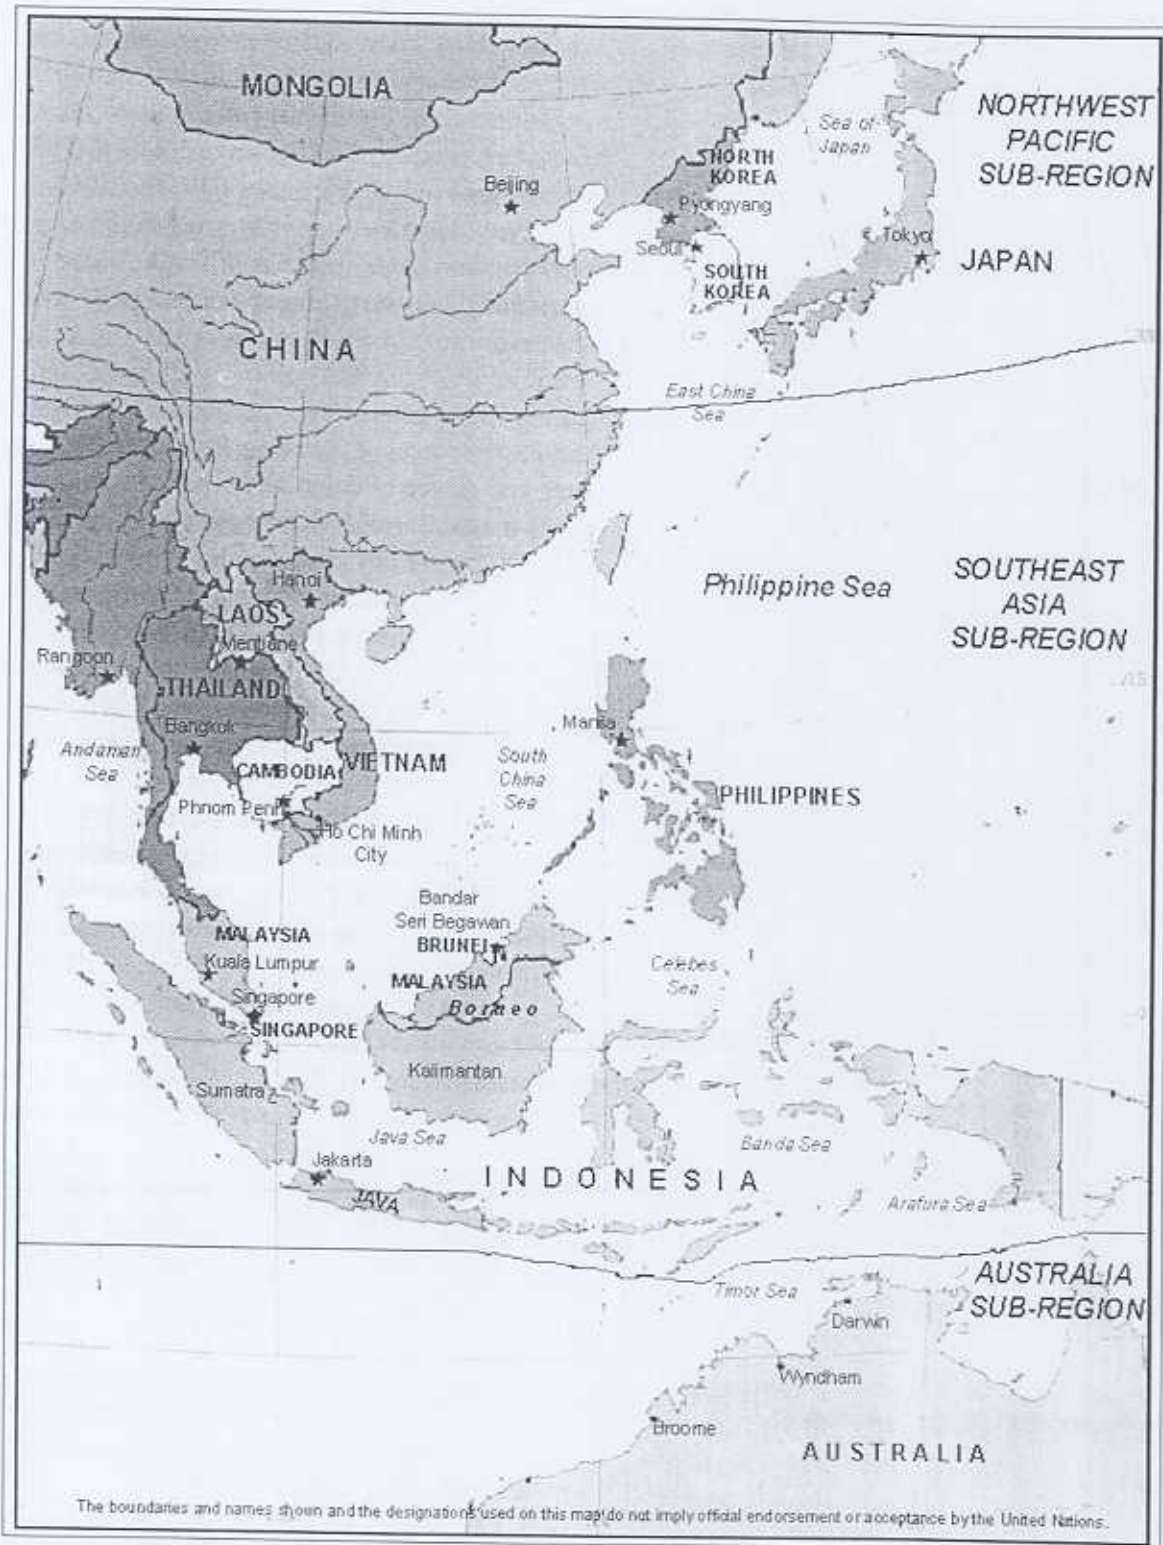 MONGOLIA
NORTHWEST
PACIFIC
SUB-REGION
Sea of
Japan
NORTH
KOREA
Beijing
Pyongyang
Seoul
Tokyo
JAPAN
SOUTH
KOREA
CHINA
East China
Sea
Philippine Sea
SOUTHEAST
ASIA
SUB-REGION
Hanoi
LAOS
Vientiane
Rangoon
THAILAND
Bangkok
Manila
Andaman
Sea
CAMBODIA
VIETNAM
South
China
Sea
PHILIPPINES
Phnom Penh
Ho Chi Minh
City
Bandar
Seri Begawan
BRUNEI
MALAYSIA
Kuala Lumpur
MALAYSIA
Celebes
Sea
Singapore
Borneo
SINGAPORE
Kalimantan
Sumatra
Java Sea
Banda Sea
Jakarta
INDONESIA
JAVA
Arafura Sea
AUSTRALIA
SUB-REGION
Timor Sea
Darwin
Wyndham
Broome
AUSTRALIA
The boundaries and names shown and the designations used on this map do not imply official endorsement or acceptance by the United Nations.